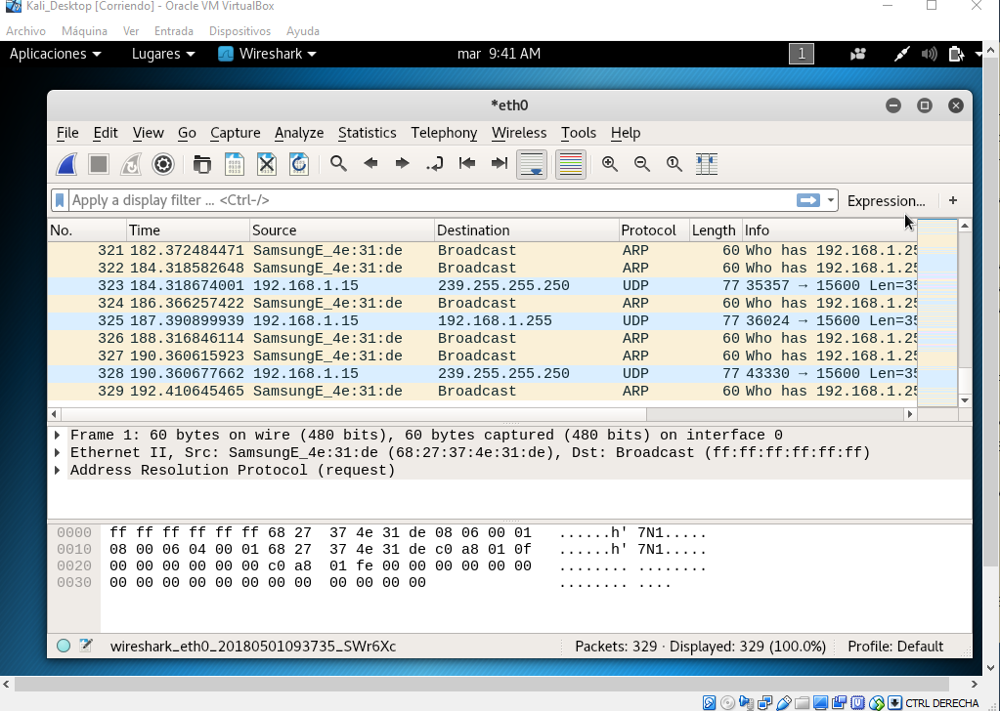 Kali_Desktop [Corriendo] - Oracle VM VirtualBox
Archivo Máquina Ver Entrada Dispositivos Ayuda
Aplicaciones Lugares Wireshark mar 9:41 AM 1
*eth0
File Edit View Go Capture Analyze Statistics Telephony Wireless Tools Help
Apply a display filter ... <Ctrl-/> Expression... +
No. Time Source Destination Protocol Length Info
321 182.372484471 SamsungE_4e:31:de Broadcast ARP 60 Who has 192.168.1.25
322 184.318582648 SamsungE_4e:31:de Broadcast ARP 60 Who has 192.168.1.25
323 184.318674001 192.168.1.15 239.255.255.250 UDP 77 35357 → 15600 Len=35
324 186.366257422 SamsungE_4e:31:de Broadcast ARP 60 Who has 192.168.1.25
325 187.390899939 192.168.1.15 192.168.1.255 UDP 77 36024 → 15600 Len=35
326 188.316846114 SamsungE_4e:31:de Broadcast ARP 60 Who has 192.168.1.25
327 190.360615923 SamsungE_4e:31:de Broadcast ARP 60 Who has 192.168.1.25
328 190.360677662 192.168.1.15 239.255.255.250 UDP 77 43330 → 15600 Len=35
329 192.410645465 SamsungE_4e:31:de Broadcast ARP 60 Who has 192.168.1.25
Frame 1: 60 bytes on wire (480 bits), 60 bytes captured (480 bits) on interface 0
Ethernet II, Src: SamsungE_4e:31:de (68:27:37:4e:31:de), Dst: Broadcast (ff:ff:ff:ff:ff:ff)
Address Resolution Protocol (request)
0000 ff ff ff ff ff ff 68 27 37 4e 31 de 08 06 00 01 ......h' 7N1.....
0010 08 00 06 04 00 01 68 27 37 4e 31 de c0 a8 01 0f ......h' 7N1.....
0020 00 00 00 00 00 00 c0 a8 01 fe 00 00 00 00 00 00 ........ ........
0030 00 00 00 00 00 00 00 00 00 00 00 00 ........ ....
wireshark_eth0_20180501093735_SWr6Xc Packets: 329 · Displayed: 329 (100.0%) Profile: Default
CTRL DERECHA